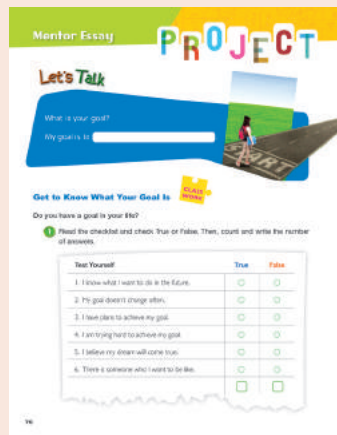 Mentor Essay
PROJECT
Let's Talk
What is your goal?
My goal is to
START
Get to Know What Your Goal Is
CLASS WORK
Do you have a goal in your life?
1 Read the checklist and check True or False. Then, count and write the number
of answers.
Test Yourself True False
1. I know what I want to do in the future.
2. My goal doesn't change often.
3. I have plans to achieve my goal.
4. I am trying hard to achieve my goal.
5. I believe my dream will come true.
6. There is someone who I want to be like.